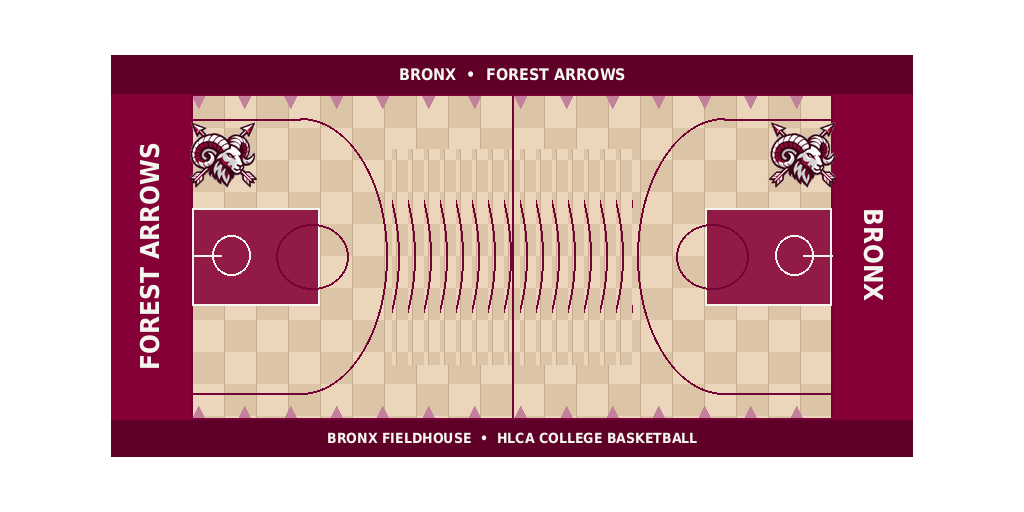 BRONX • FOREST ARROWS
FOREST ARROWS
BRONX
BRONX FIELDHOUSE • HLCA COLLEGE BASKETBALL